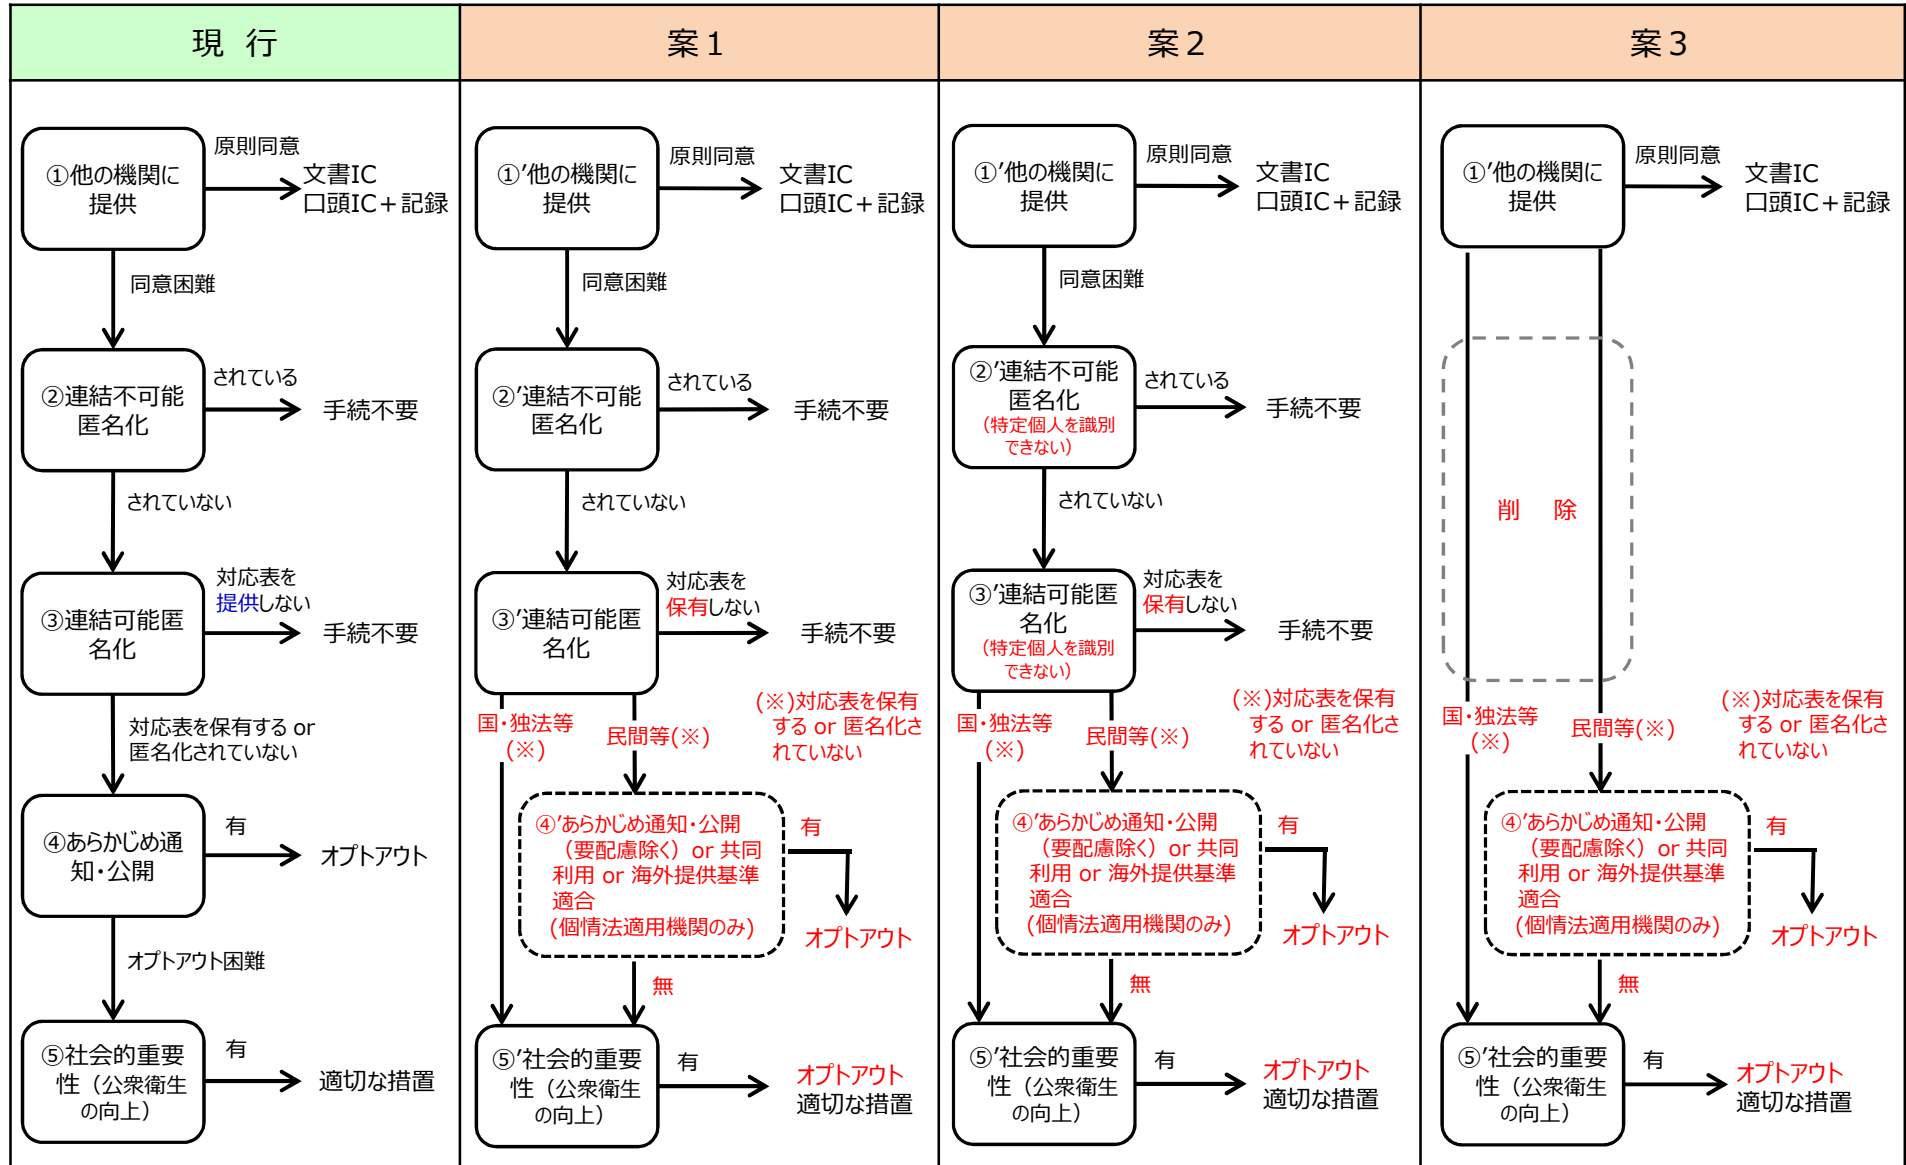 現 行
案1
案2
案3
①他の機関に
提供
原則同意
文書IC
口頭IC+記録
同意困難
②連結不可能
匿名化
されている
手続不要
されていない
③連結可能匿
名化
対応表を
提供しない
手続不要
対応表を保有する or
匿名化されていない
④あらかじめ通
知・公開
有
オプトアウト
オプトアウト困難
⑤社会的重要
性（公衆衛生
の向上）
有
適切な措置
①’他の機関に
提供
原則同意
文書IC
口頭IC+記録
同意困難
②’連結不可能
匿名化
されている
手続不要
されていない
③’連結可能匿
名化
対応表を
保有しない
手続不要
国・独法等
(※)
民間等(※)
(※)対応表を保有
する or 匿名化さ
れていない
④’あらかじめ通知・公開
（要配慮除く）or 共同
利用 or 海外提供基準
適合
(個情法適用機関のみ)
有
オプトアウト
無
⑤’社会的重要
性（公衆衛生
の向上）
有
オプトアウト
適切な措置
①’他の機関に
提供
原則同意
文書IC
口頭IC+記録
同意困難
②’連結不可能
匿名化
（特定個人を識別
できない）
されている
手続不要
されていない
③’連結可能匿
名化
（特定個人を識別
できない）
対応表を
保有しない
手続不要
国・独法等
(※)
民間等(※)
(※)対応表を保有
する or 匿名化さ
れていない
④’あらかじめ通知・公開
（要配慮除く）or 共同
利用 or 海外提供基準
適合
(個情法適用機関のみ)
有
オプトアウト
無
⑤’社会的重要
性（公衆衛生
の向上）
有
オプトアウト
適切な措置
①’他の機関に
提供
原則同意
文書IC
口頭IC+記録
削 除
国・独法等
(※)
民間等(※)
(※)対応表を保有
する or 匿名化さ
れていない
④’あらかじめ通知・公開
（要配慮除く）or 共同
利用 or 海外提供基準
適合
(個情法適用機関のみ)
有
オプトアウト
無
⑤’社会的重要
性（公衆衛生
の向上）
有
オプトアウト
適切な措置